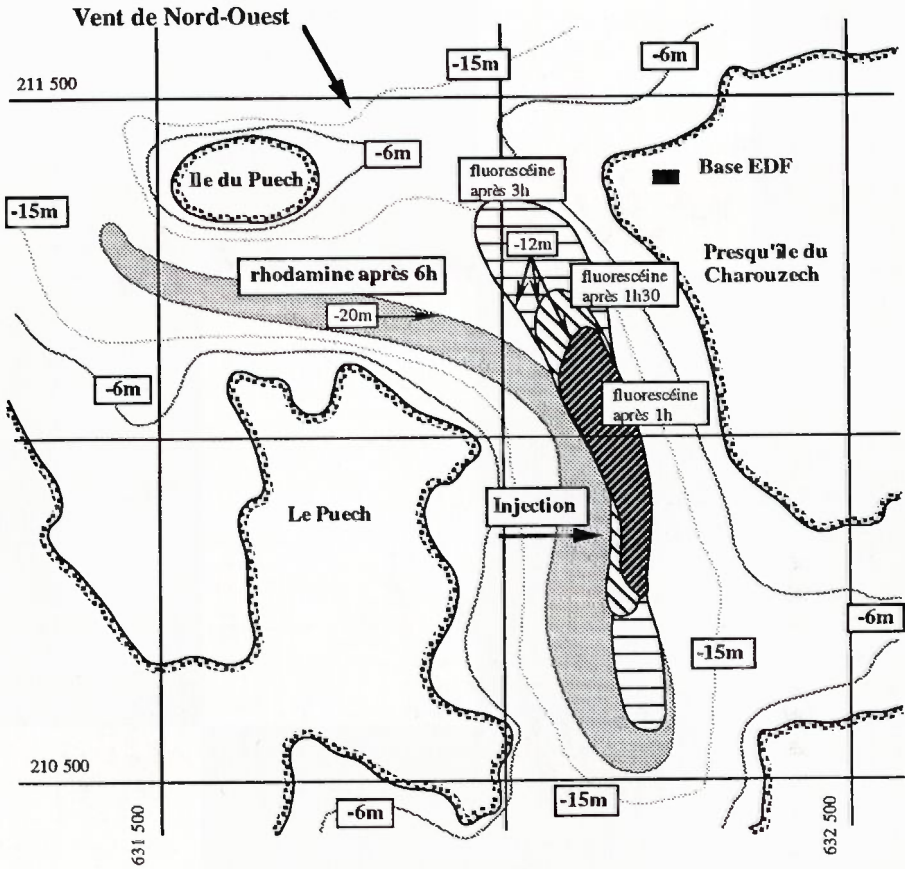 Vent de Nord-Ouest
-15m
-6m
211 500
-6m
Ile du Puech
fluorescéine
après 3h
Base EDF
-15m
-12m
Presqu'île du
Charouzech
rhodamine après 6h
fluorescéine
après 1h30
-20m
-6m
fluorescéine
après 1h
Le Puech
Injection
-6m
-15m
210 500
-15m
-6m
-6m
631 500
632 500